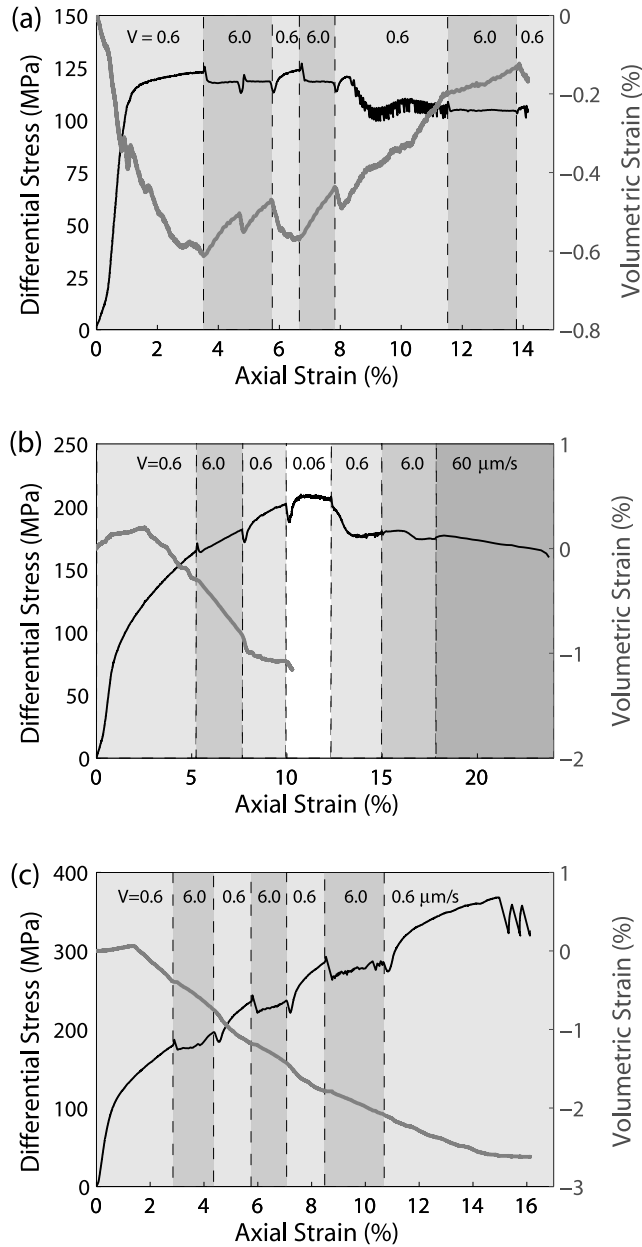 (a)
V = 0.6 6.0 0.6 6.0 0.6 6.0 0.6
150 125 100 75 50 25 0
Differential Stress (MPa)
0 −0.2 −0.4 −0.6 −0.8
Volumetric Strain (%)
0 2 4 6 8 10 12 14
Axial Strain (%)
(b)
V=0.6 6.0 0.6 0.06 0.6 6.0 60 μm/s
250 200 150 100 50 0
Differential Stress (MPa)
1 0 −1 −2
Volumetric Strain (%)
0 5 10 15 20
Axial Strain (%)
(c)
V=0.6 6.0 0.6 6.0 0.6 6.0 0.6 μm/s
400 300 200 100 0
Differential Stress (MPa)
1 0 −1 −2 −3
Volumetric Strain (%)
0 2 4 6 8 10 12 14 16
Axial Strain (%)